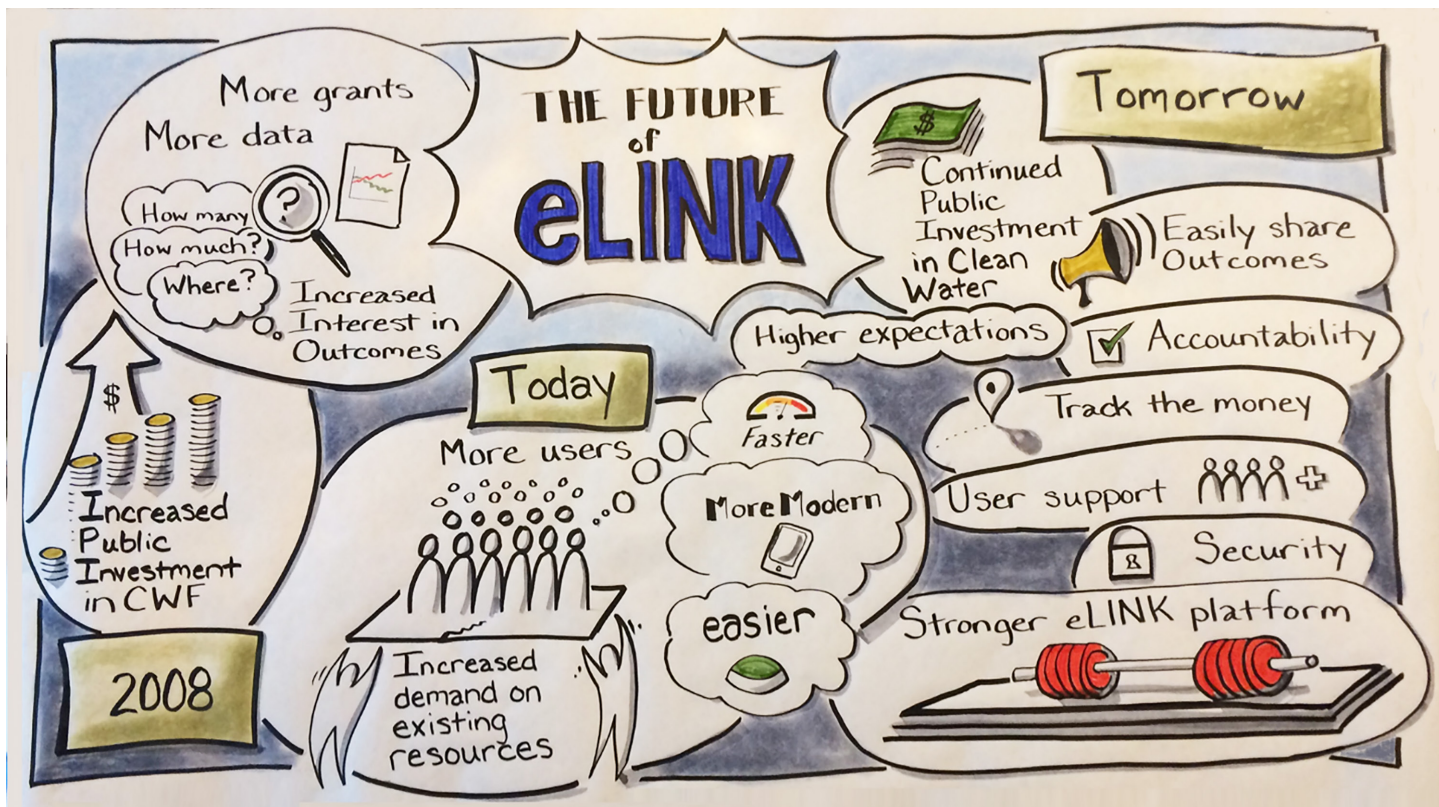 THE FUTURE
of
eLINK
2008
$
Increased
Public
Investment
in CWF
More grants
More data
?
How many
How much?
Where?
Increased
Interest in
Outcomes
Today
More users
Increased
demand on
existing
resources
Higher expectations
Faster
More Modern
easier
Tomorrow
$
Continued
Public
Investment
in Clean
Water
Easily share
Outcomes
Accountability
Track the money
User support
Security
Stronger eLINK platform